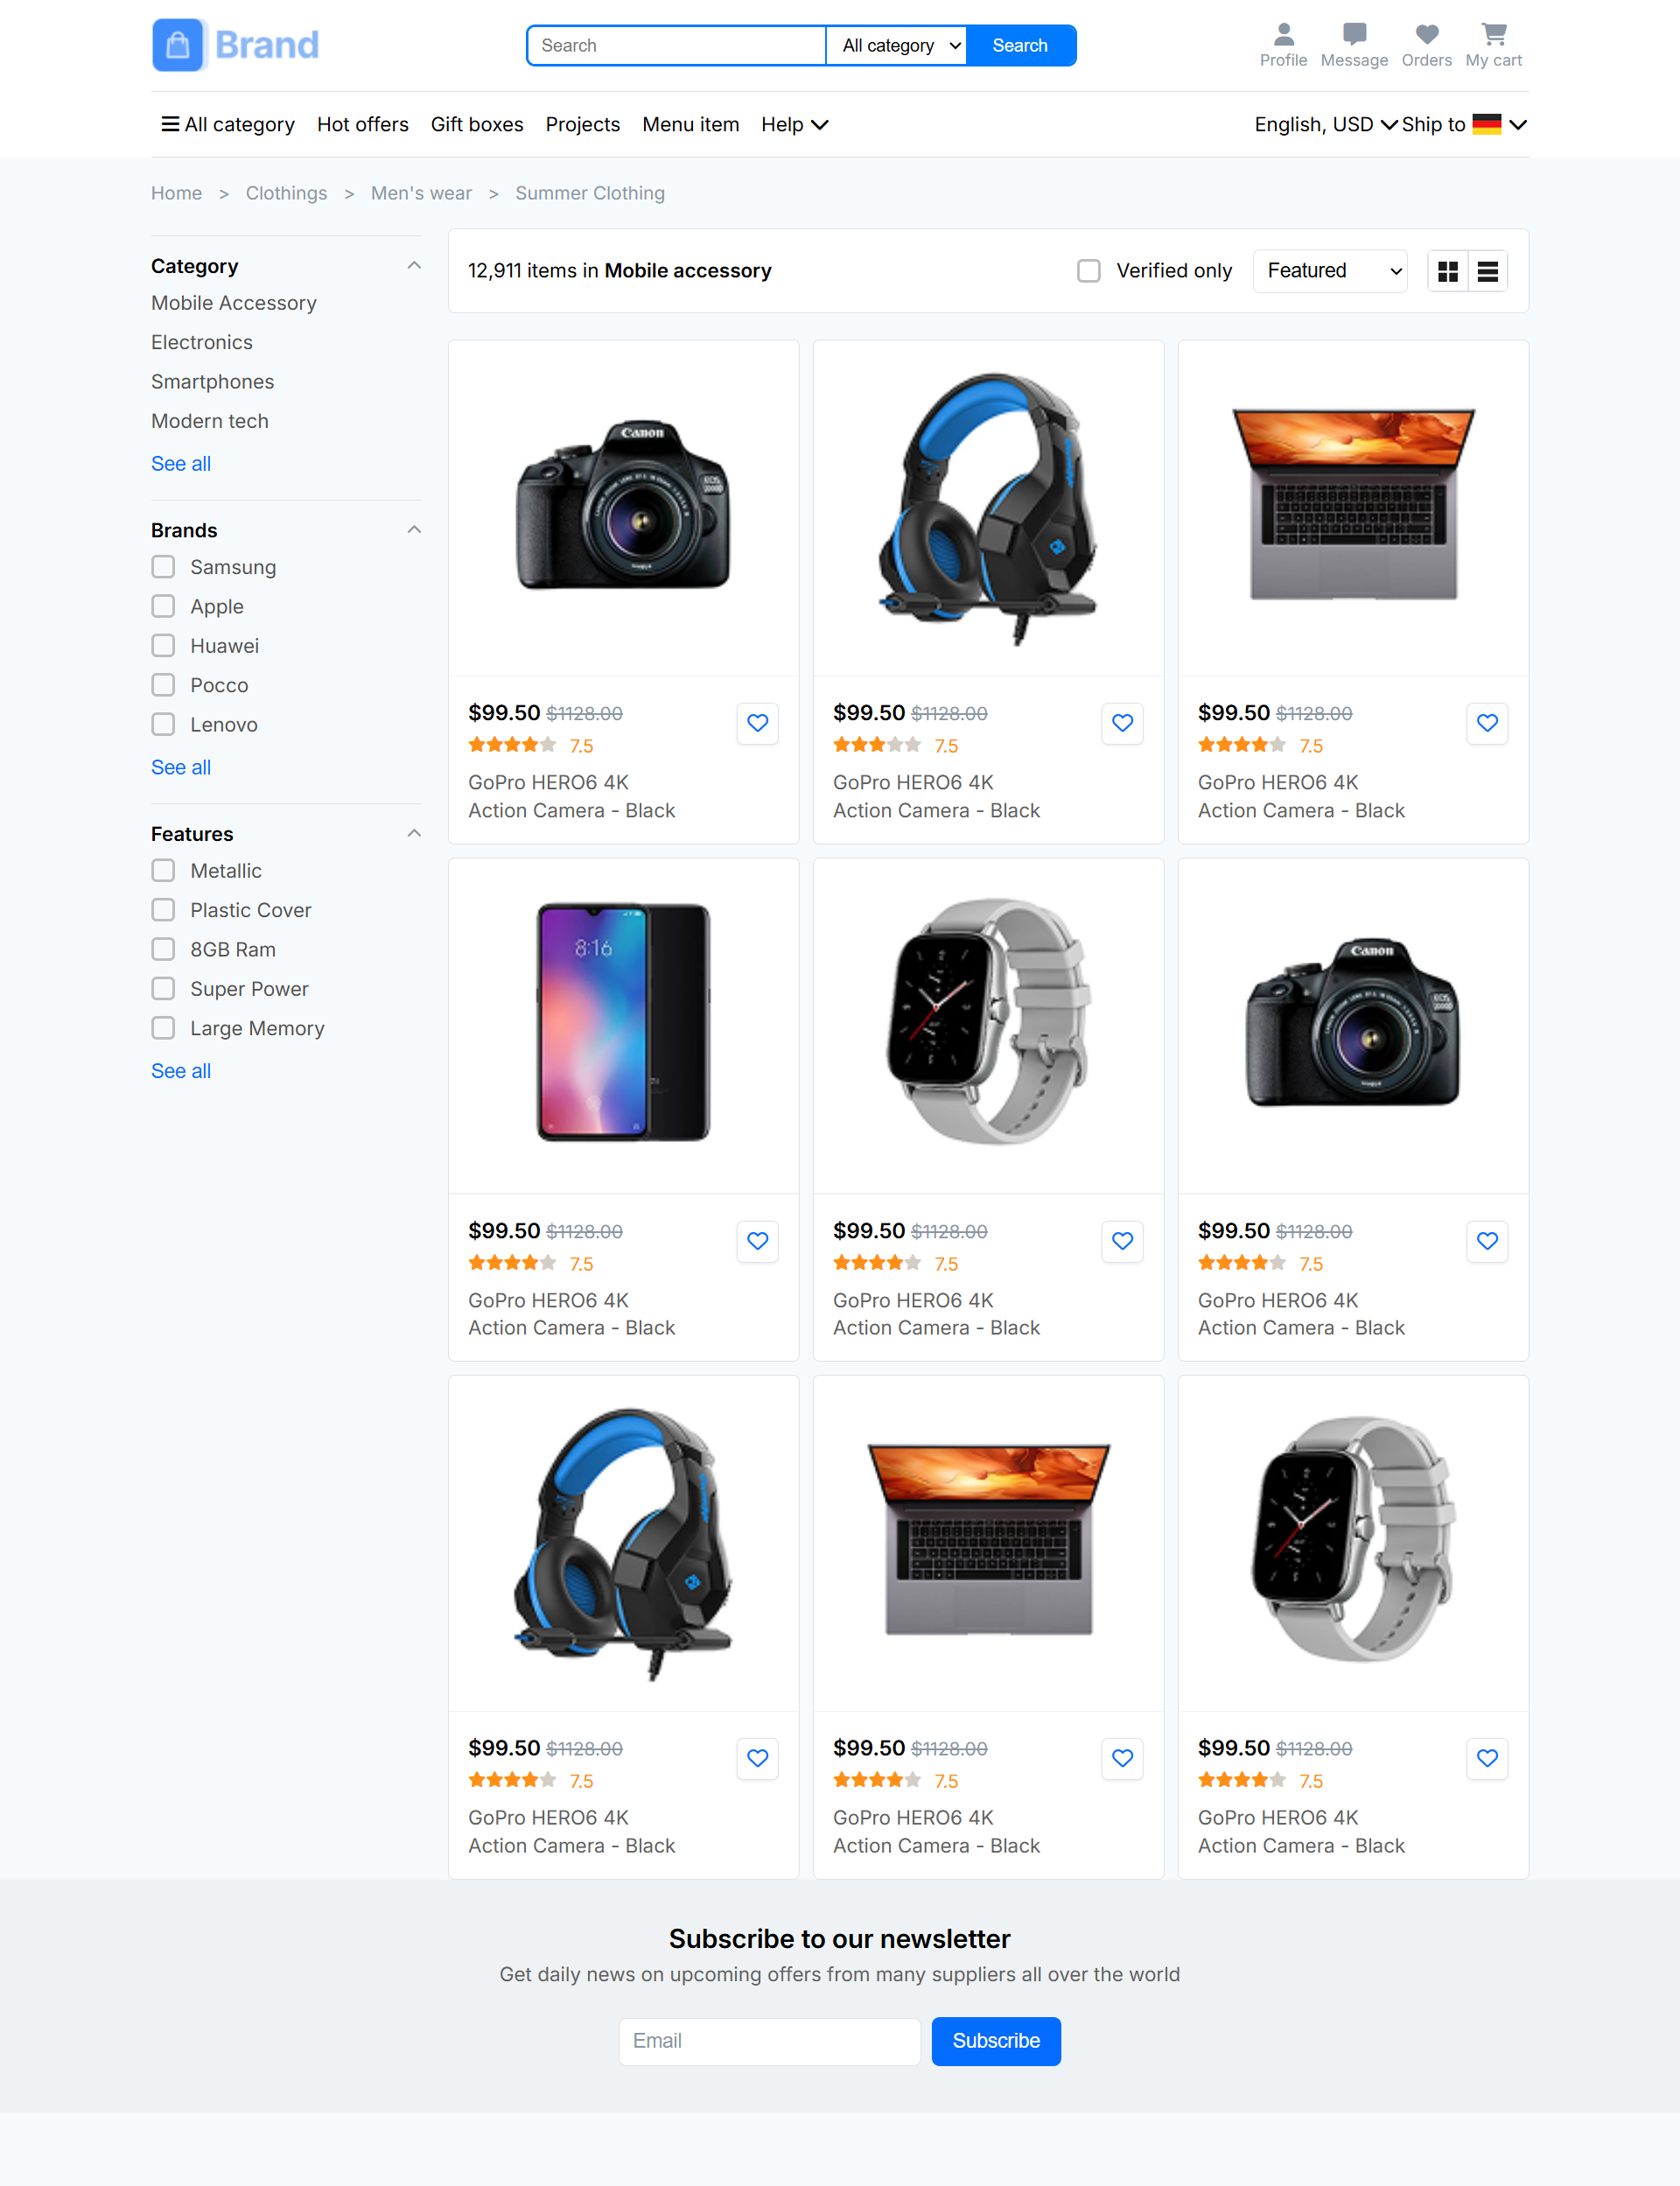 Brand
Search
All category
Search
Profile
Message
Orders
My cart
All category
Hot offers
Gift boxes
Projects
Menu item
Help
English, USD
Ship to
Home > Clothings > Men's wear > Summer Clothing
Category
Mobile Accessory
Electronics
Smartphones
Modern tech
See all
Brands
Samsung
Apple
Huawei
Pocco
Lenovo
See all
Features
Metallic
Plastic Cover
8GB Ram
Super Power
Large Memory
See all
12,911 items in Mobile accessory
Verified only
Featured
Canon
$99.50 $1128.00
7.5
GoPro HERO6 4K
Action Camera - Black
$99.50 $1128.00
7.5
GoPro HERO6 4K
Action Camera - Black
$99.50 $1128.00
7.5
GoPro HERO6 4K
Action Camera - Black
8:16
$99.50 $1128.00
7.5
GoPro HERO6 4K
Action Camera - Black
$99.50 $1128.00
7.5
GoPro HERO6 4K
Action Camera - Black
Canon
$99.50 $1128.00
7.5
GoPro HERO6 4K
Action Camera - Black
$99.50 $1128.00
7.5
GoPro HERO6 4K
Action Camera - Black
$99.50 $1128.00
7.5
GoPro HERO6 4K
Action Camera - Black
$99.50 $1128.00
7.5
GoPro HERO6 4K
Action Camera - Black
Subscribe to our newsletter
Get daily news on upcoming offers from many suppliers all over the world
Email
Subscribe